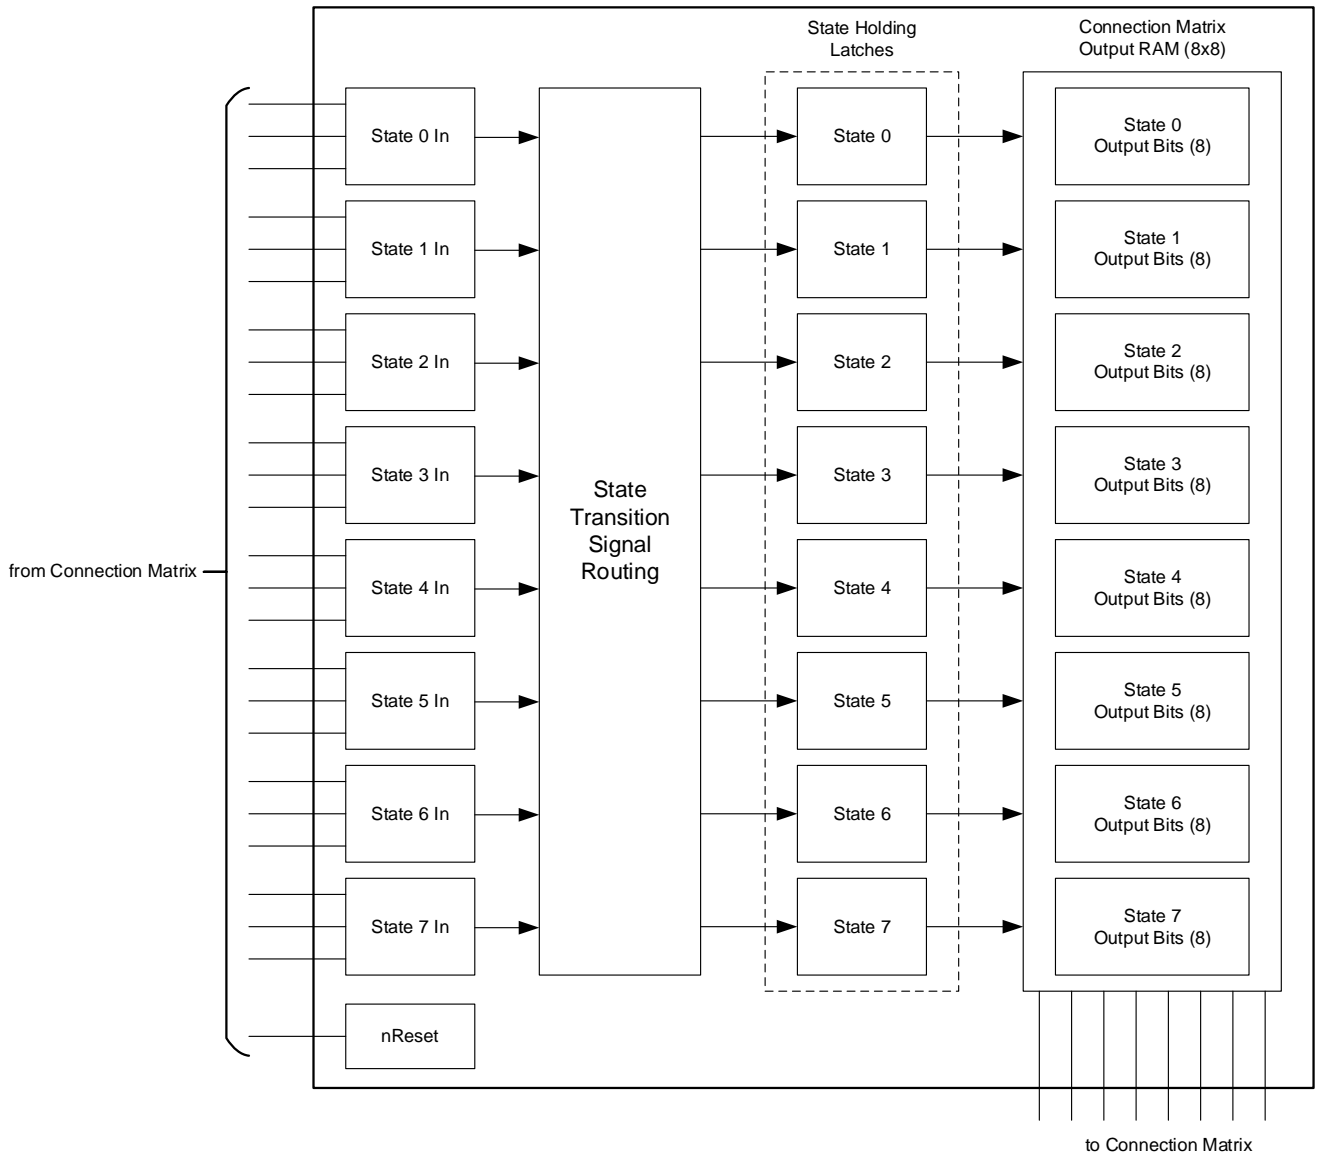 State Holding
Latches
Connection Matrix
Output RAM (8x8)
State 0 In
State 0
State 0
Output Bits (8)
State 1 In
State 1
State 1
Output Bits (8)
State 2 In
State 2
State 2
Output Bits (8)
State 3 In
State 3
State 3
Output Bits (8)
State
Transition
Signal
Routing
from Connection Matrix
State 4 In
State 4
State 4
Output Bits (8)
State 5 In
State 5
State 5
Output Bits (8)
State 6 In
State 6
State 6
Output Bits (8)
State 7 In
State 7
State 7
Output Bits (8)
nReset
to Connection Matrix